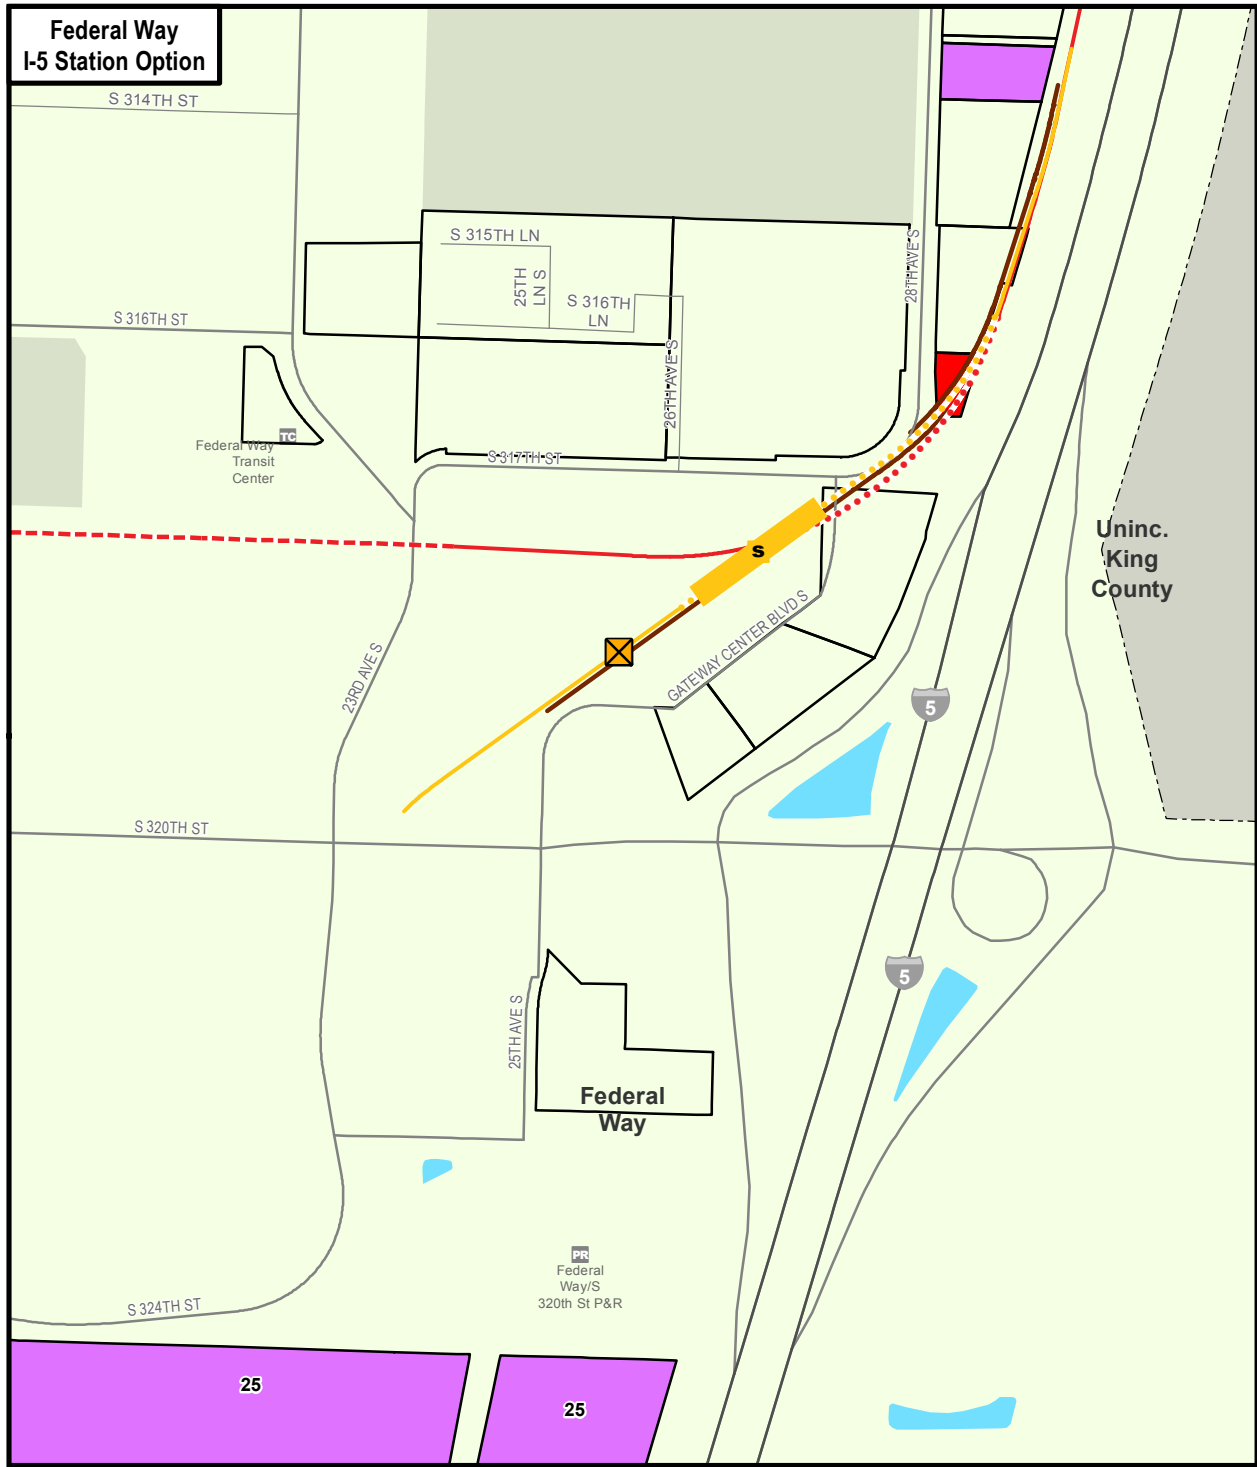 Federal Way
I-5 Station Option
S 314TH ST
S 315TH LN
25TH
LN S
S 316TH
LN
28TH AVE S
S 316TH ST
26TH AVE S
TC
Federal Way
Transit
Center
S 317TH ST
s
Uninc.
King
County
GATEWAY CENTER BLVD S
23RD AVE S
5
S 320TH ST
5
25TH AVE S
Federal
Way
PR
Federal
Way/S
320th St P&R
S 324TH ST
25
25